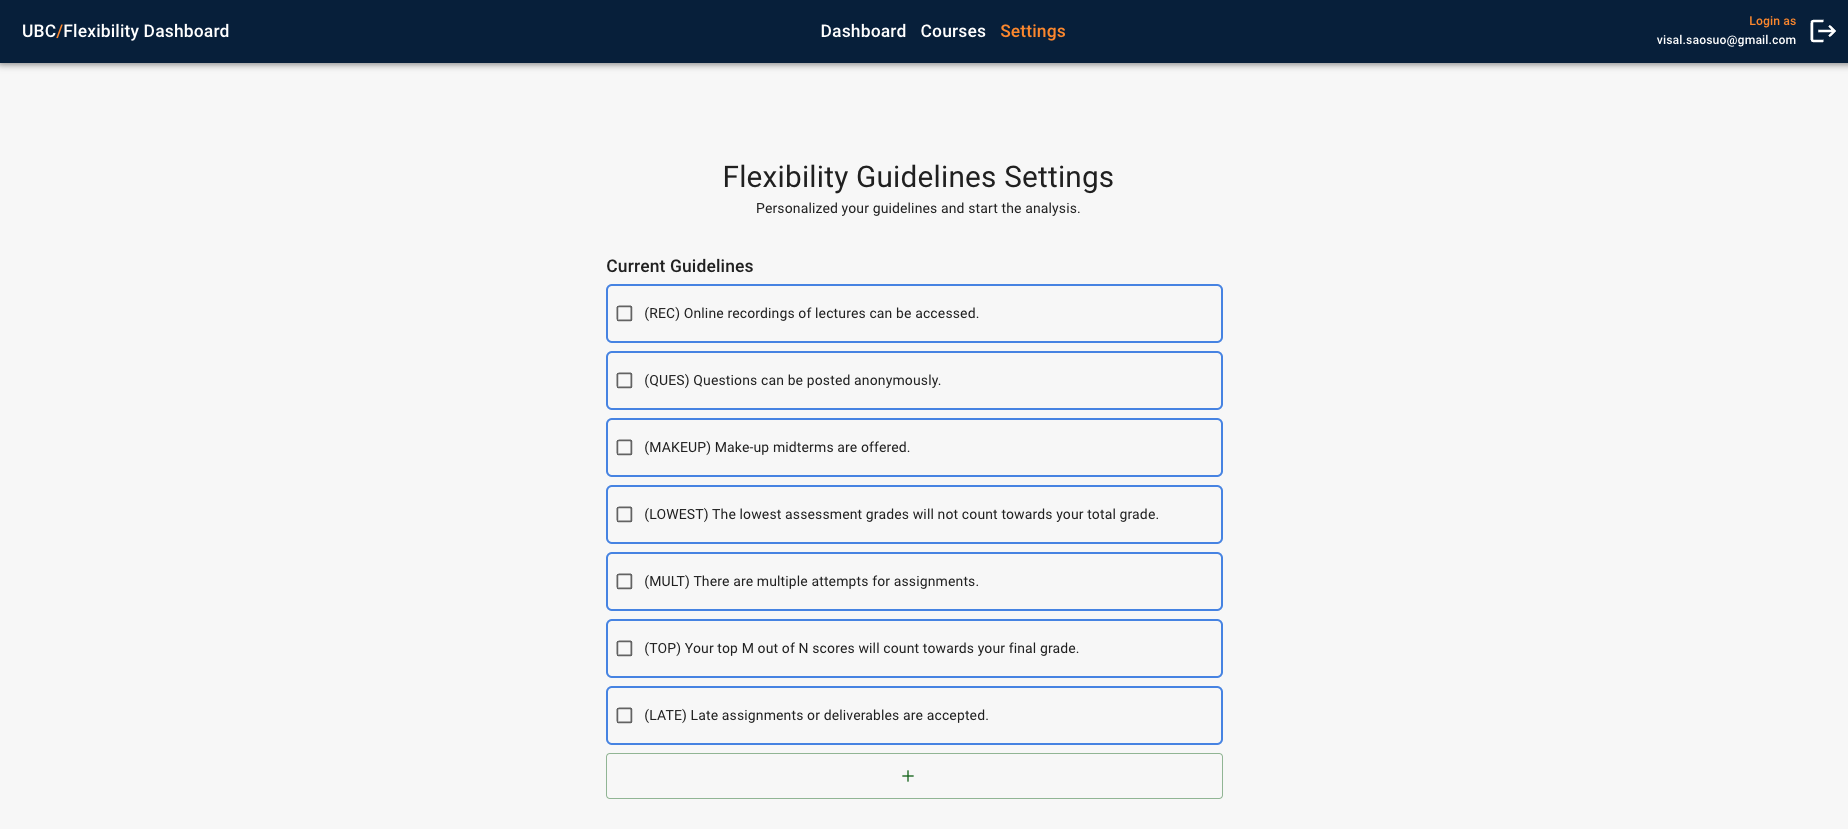 UBC/Flexibility Dashboard
Dashboard Courses Settings
Login as
visal.saosuo@gmail.com
Flexibility Guidelines Settings
Personalized your guidelines and start the analysis.
Current Guidelines
(REC) Online recordings of lectures can be accessed.
(QUES) Questions can be posted anonymously.
(MAKEUP) Make-up midterms are offered.
(LOWEST) The lowest assessment grades will not count towards your total grade.
(MULT) There are multiple attempts for assignments.
(TOP) Your top M out of N scores will count towards your final grade.
(LATE) Late assignments or deliverables are accepted.
+